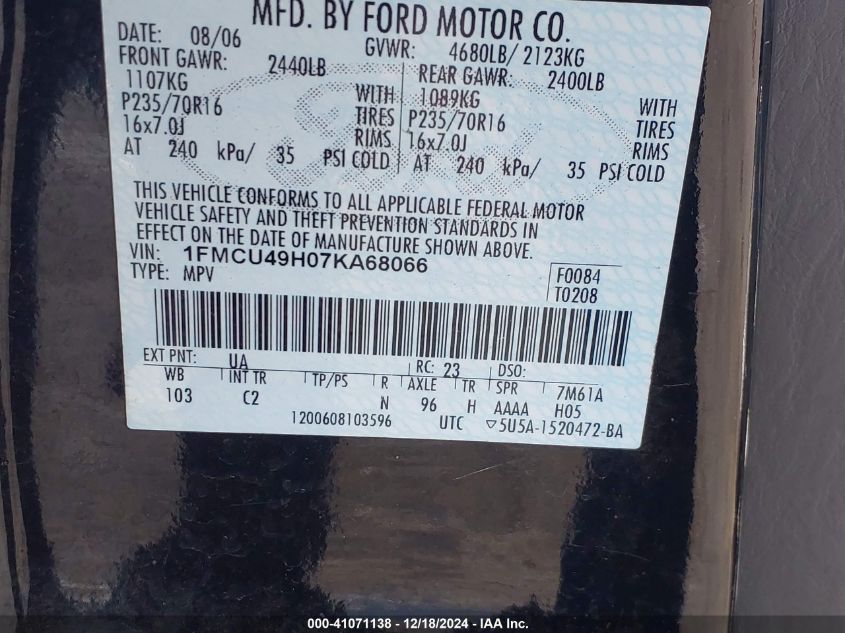 MFD. BY FORD MOTOR CO.
DATE: 08/06 GVWR: 4680LB/ 2123KG
FRONT GAWR: 2440LB REAR GAWR: 2400LB
1107KG WITH 1089KG WITH
P235/70R16 TIRES P235/70R16 TIRES
16x7.0J RIMS 16x7.0J RIMS
AT 240 kPa/ 35 PSI COLD AT 240 kPa/ 35 PSI COLD
THIS VEHICLE CONFORMS TO ALL APPLICABLE FEDERAL MOTOR
VEHICLE SAFETY AND THEFT PREVENTION STANDARDS IN
EFFECT ON THE DATE OF MANUFACTURE SHOWN ABOVE.
VIN: 1FMCU49H07KA68066
TYPE: MPV F0084
T0208
EXT PNT: UA RC: 23 DSO:
WB INT TR TP/PS R AXLE TR SPR 7M61A
103 C2 N 96 H AAAA H05
1200608103596 UTC ▽5U5A-1520472-BA
000-41071138 - 12/18/2024 - IAA Inc.